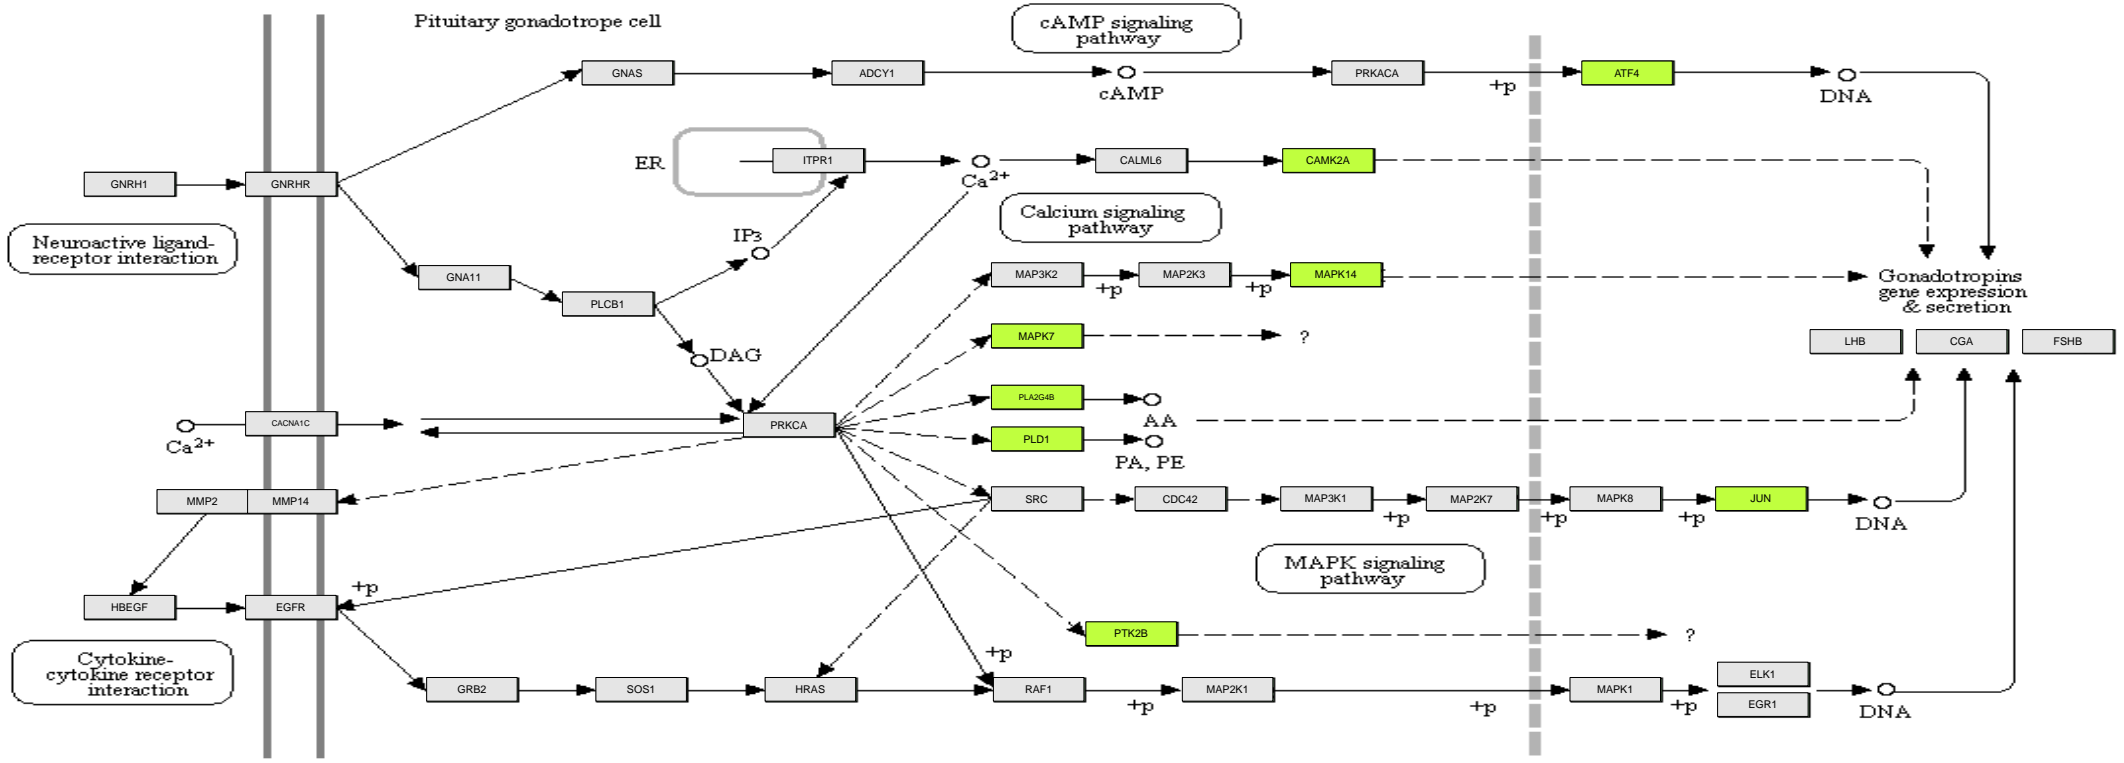 Pituitary gonadotrope cell
cAMP signaling
pathway
GNAS
ADCY1
cAMP
PRKACA
+p
ATF4
DNA
ER
ITPR1
Ca2+
CALML6
CAMK2A
GNRH1
GNRHR
Calcium signaling
pathway
Neuroactive ligand-
receptor interaction
IP3
GNA11
PLCB1
MAP3K2
+p
MAP2K3
+p
MAPK14
Gonadotropins
gene expression
& secretion
DAG
MAPK7
?
LHB
CGA
FSHB
PLA2G4B
AA
Ca2+
CACNA1C
PRKCA
PLD1
PA, PE
MMP2
MMP14
SRC
CDC42
MAP3K1
+p
MAP2K7
+p
MAPK8
+p
JUN
DNA
MAPK signaling
pathway
+p
HBEGF
EGFR
PTK2B
?
Cytokine-
cytokine receptor
interaction
GRB2
SOS1
HRAS
+p
RAF1
+p
MAP2K1
+p
MAPK1
+p
ELK1
EGR1
DNA